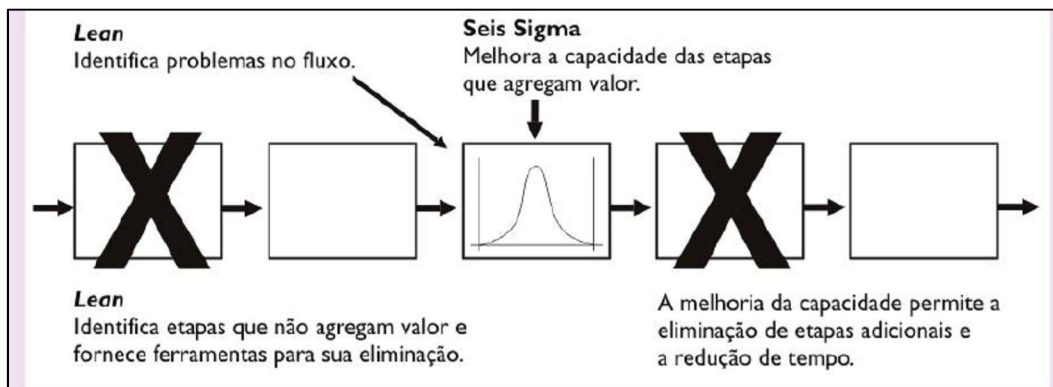 Lean
Identifica problemas no fluxo.
Seis Sigma
Melhora a capacidade das etapas
que agregam valor.
Lean
Identifica etapas que não agregam valor e
fornece ferramentas para sua eliminação.
A melhoria da capacidade permite a
eliminação de etapas adicionais e
a redução de tempo.